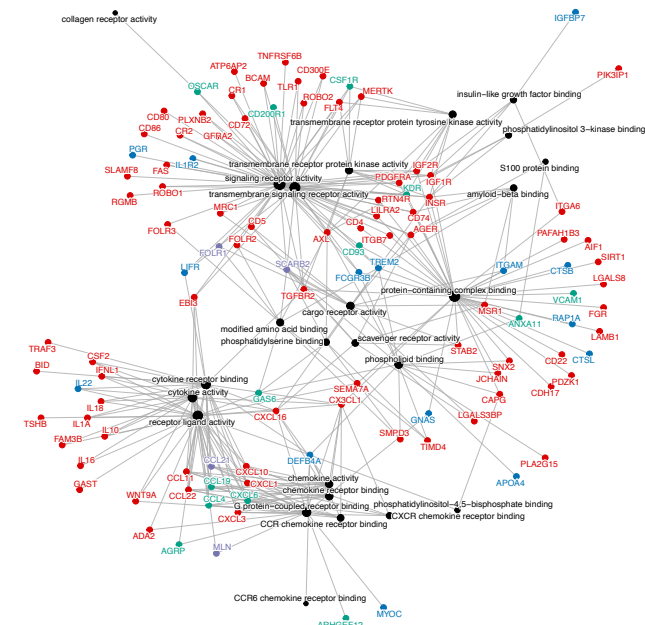 collagen receptor activity
IGFBP7
TNFRSF6B
ATP6AP2
CD300E
PIK3IP1
BCAM
CSF1R
OSCAR
TLR1
MERTK
CR1
ROBO2
insulin−like growth factor binding
CD80
FLT4
PLXNB2
CD200R1
CD72
transmembrane receptor protein tyrosine kinase activity
CD86
CR2
GFRA2
phosphatidylinositol 3−kinase binding
PGR
IL1R2
transmembrane receptor protein kinase activity
IGF2R
S100 protein binding
SLAMF8
FAS
signaling receptor activity
PDGFRA
IGF1R
ROBO1
KDR
transmembrane signaling receptor activity
RTN4R
INSR
amyloid−beta binding
RGMB
MRC1
LILRA2
ITGA6
CD74
FOLR3
CD5
CD4
AGER
AXL
ITGB7
PAFAH1B3
FOLR2
AIF1
FOLR1
CD93
SIRT1
SCARB2
TREM2
LIFR
FCGR3B
ITGAM
CTSB
LGALS8
EBI3
TGFBR2
protein−containing complex binding
VCAM1
cargo receptor activity
MSR1
FGR
modified amino acid binding
ANXA11
RAP1A
LAMB1
phosphatidylserine binding
scavenger receptor activity
TRAF3
STAB2
CSF2
phospholipid binding
SNX2
CD22
CTSL
BID
IFNL1
JCHAIN
PDZK1
IL22
cytokine receptor binding
SEMA7A
CDH17
cytokine activity
GAS6
CX3CL1
CAPG
IL18
TSHB
IL1A
receptor ligand activity
CXCL16
GNAS
LGALS3BP
IL10
FAM3B
SMPD3
TIMD4
IL16
CCL21
DEFB4A
PLA2G15
GAST
CCL11
CXCL10
CCL19
CXCL1
chemokine activity
APOA4
WNT9A
CCL22
CCL4
CXCL6
chemokine receptor binding
G protein−coupled receptor binding
phosphatidylinositol−4,5−bisphosphate binding
CXCL3
CXCR chemokine receptor binding
CCR chemokine receptor binding
ADA2
AGRP
MLN
CCR6 chemokine receptor binding
MYOC